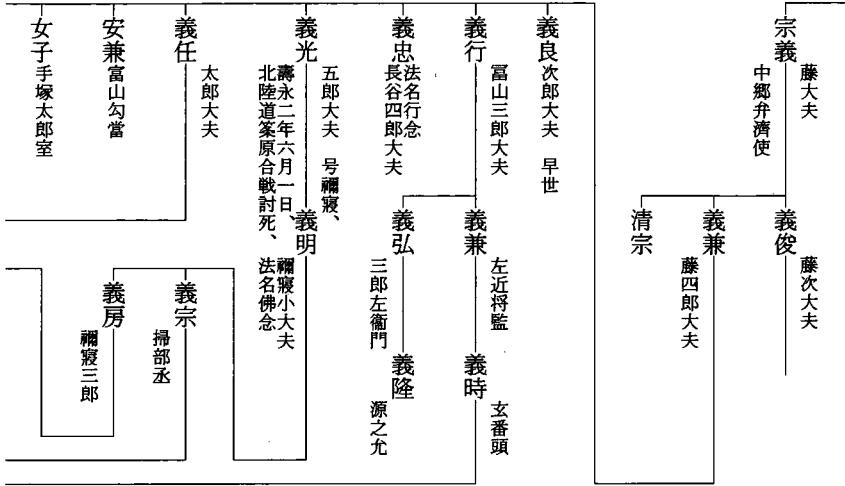 宗義
藤大夫
中郷弁済使
義俊
藤次大夫
義兼
藤四郎大夫
清宗
義良
次郎大夫 早世
義行
冨山三郎大夫
義兼
左近将監
義時
玄番頭
義弘
三郎左衞門
義隆
源之允
義忠
法名行念
長谷四郎大夫
義光
五郎大夫 号禰寢、
壽永二年六月一日、
北陸道篆原合戦討死、
義明
禰寢小大夫
法名佛念
義宗
掃部丞
義房
禰寢三郎
義任
太郎大夫
安兼
富山勾當
女子
手塚太郎室